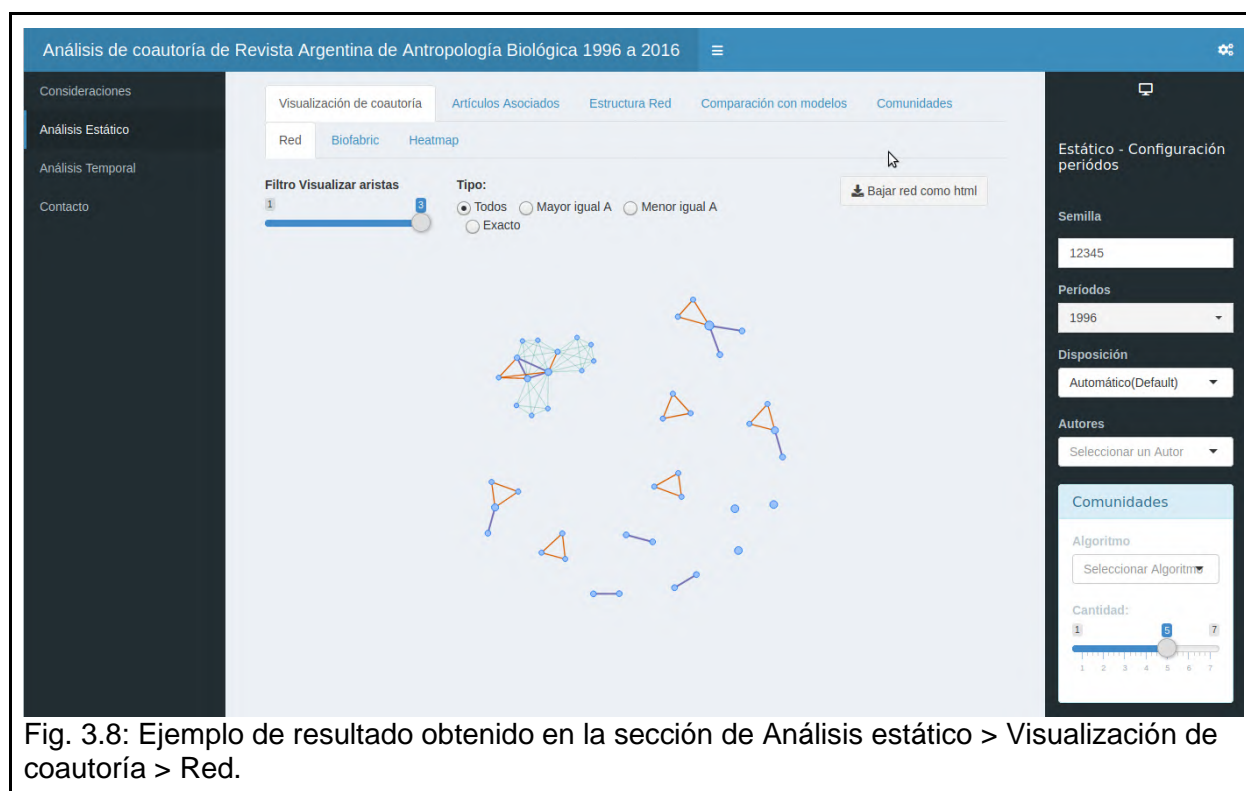 Análisis de coautoría de Revista Argentina de Antropología Biológica 1996 a 2016
Consideraciones
Análisis Estático
Análisis Temporal
Contacto
Visualización de coautoría Artículos Asociados Estructura Red Comparación con modelos Comunidades
Red Biofabric Heatmap
Filtro Visualizar aristas
1 3
Tipo:
Todos Mayor igual A Menor igual A
Exacto
Bajar red como html
Estático - Configuración
periódos
Semilla
12345
Períodos
1996
Disposición
Automático(Default)
Autores
Seleccionar un Autor
Comunidades
Algoritmo
Seleccionar Algoritmo
Cantidad:
1 5 7
1 2 3 4 5 6 7
Fig. 3.8: Ejemplo de resultado obtenido en la sección de Análisis estático > Visualización de
coautoría > Red.